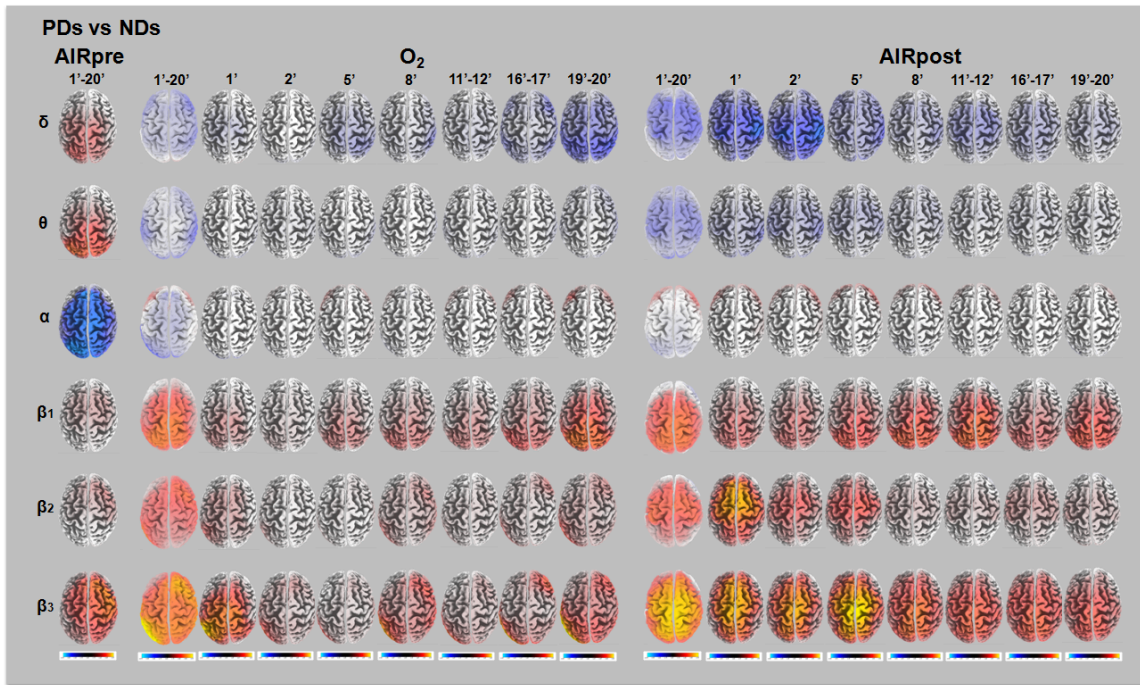 PDs vs NDs
AIRpre O₂ AIRpost
1'-20' 1'-20' 1' 2' 5' 8' 11'-12' 16'-17' 19'-20' 1'-20' 1' 2' 5' 8' 11'-12' 16'-17' 19'-20'
δ
θ
α
β1
β2
β3